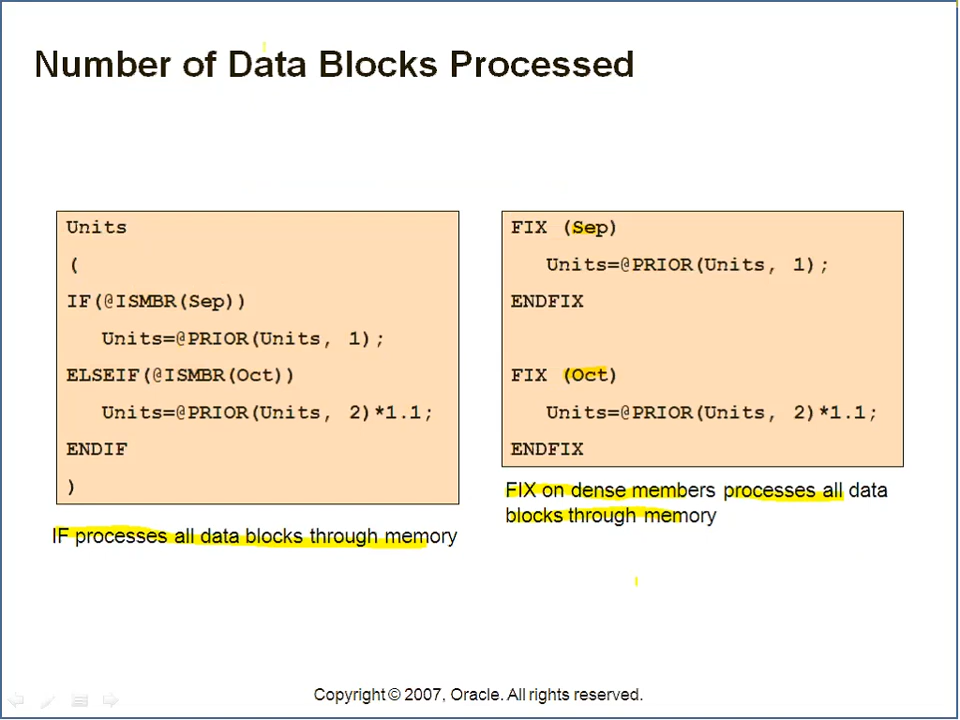 Number of Data Blocks Processed
Units
(
IF(@ISMBR(Sep))
Units=@PRIOR(Units, 1);
ELSEIF(@ISMBR(Oct))
Units=@PRIOR(Units, 2)*1.1;
ENDIF
)
IF processes all data blocks through memory
FIX (Sep)
Units=@PRIOR(Units, 1);
ENDFIX
FIX (Oct)
Units=@PRIOR(Units, 2)*1.1;
ENDFIX
FIX on dense members processes all data
blocks through memory
Copyright © 2007, Oracle. All rights reserved.